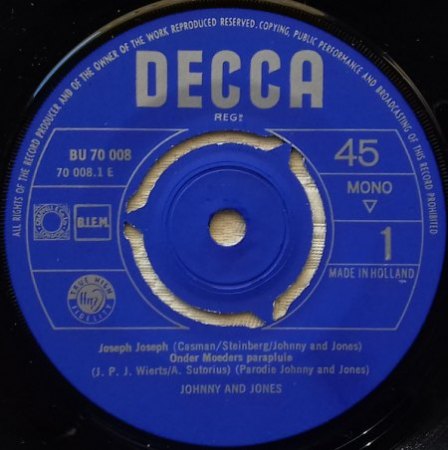 ALL RIGHTS OF THE RECORD PRODUCER AND OF THE OWNER OF THE WORK REPRODUCED RESERVED. COPYING, PUBLIC PERFORMANCE AND BROADCASTING OF THIS RECORD PROHIBITED
DECCA
REGD
BU 70 008
70 008.1 E
45
MONO
B.I.E.M.
1
MADE IN HOLLAND
TRUE HIGH
FIDELITY
Joseph Joseph (Casman/Steinberg/Johnny and Jones)
Onder Moeders paraplule
(J. P. J. Wierts/A. Sutorius) (Parodie Johnny and Jones)
JOHNNY AND JONES